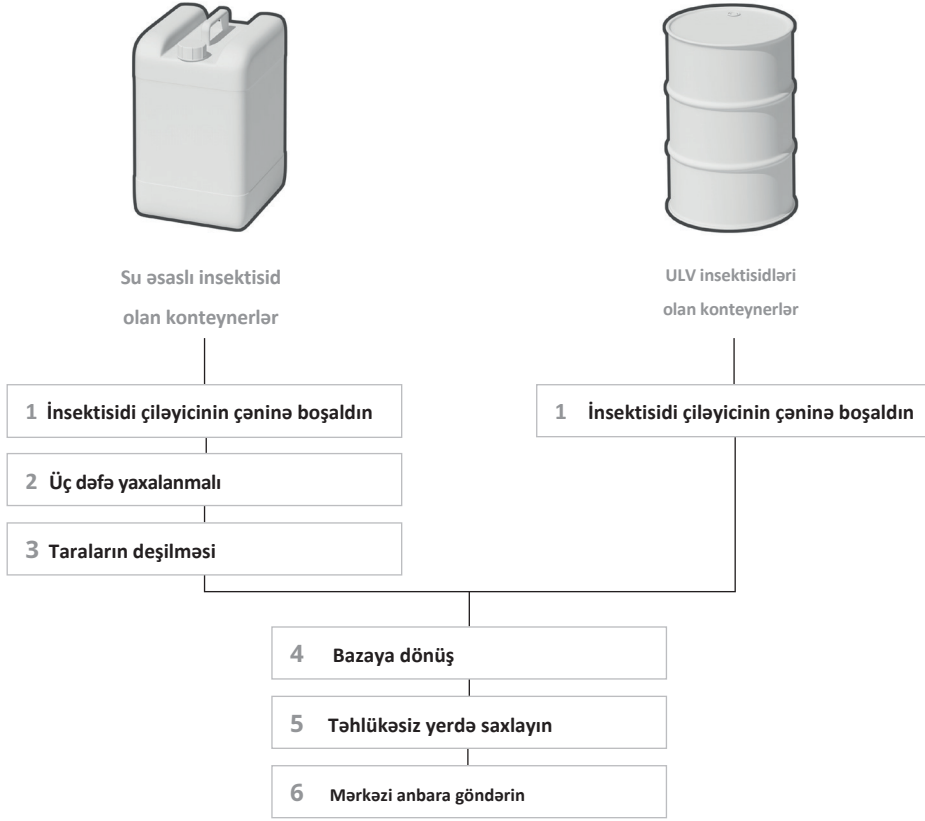 Su əsaslı insektisid
olan konteynerlər
ULV insektisidləri
olan konteynerlər
1 İnsektisidi çiləyicinin çəninə boşaldın
2 Üç dəfə yaxalanmalı
3 Taraların deşilməsi
1 İnsektisidi çiləyicinin çəninə boşaldın
4 Bazaya dönüş
5 Təhlükəsiz yerdə saxlayın
6 Mərkəzi anbara göndərin